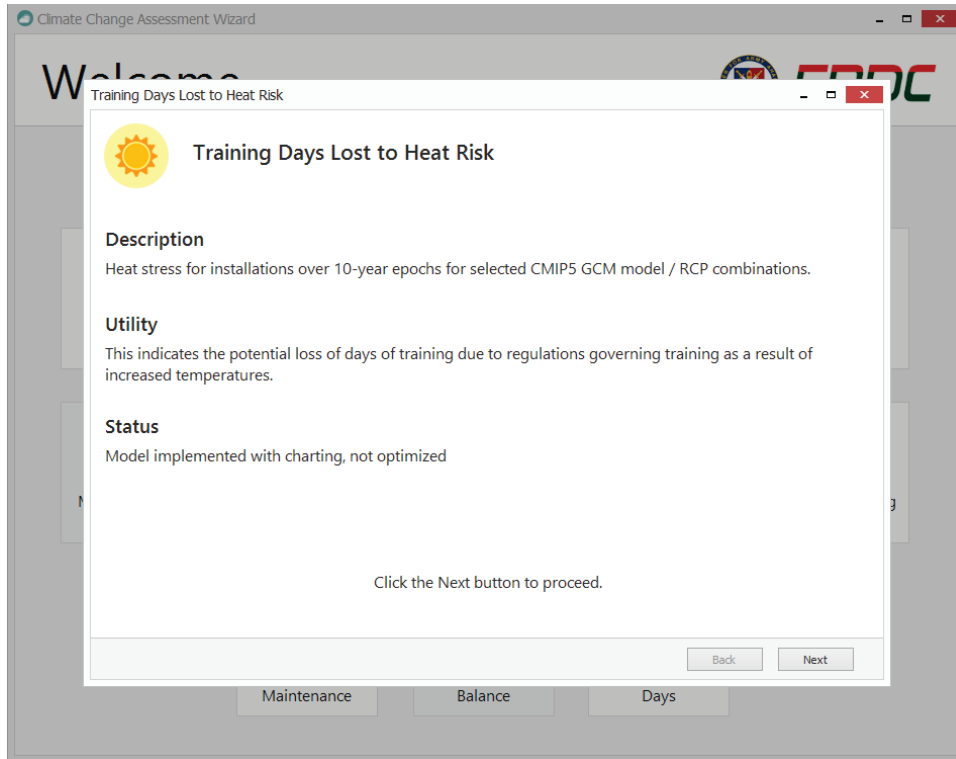 Climate Change Assessment Wizard
Welcome
Training Days Lost to Heat Risk
Training Days Lost to Heat Risk
Description
Heat stress for installations over 10-year epochs for selected CMIP5 GCM model / RCP combinations.
Utility
This indicates the potential loss of days of training due to regulations governing training as a result of
increased temperatures.
Status
Model implemented with charting, not optimized
Click the Next button to proceed.
Back Next
Maintenance Balance Days